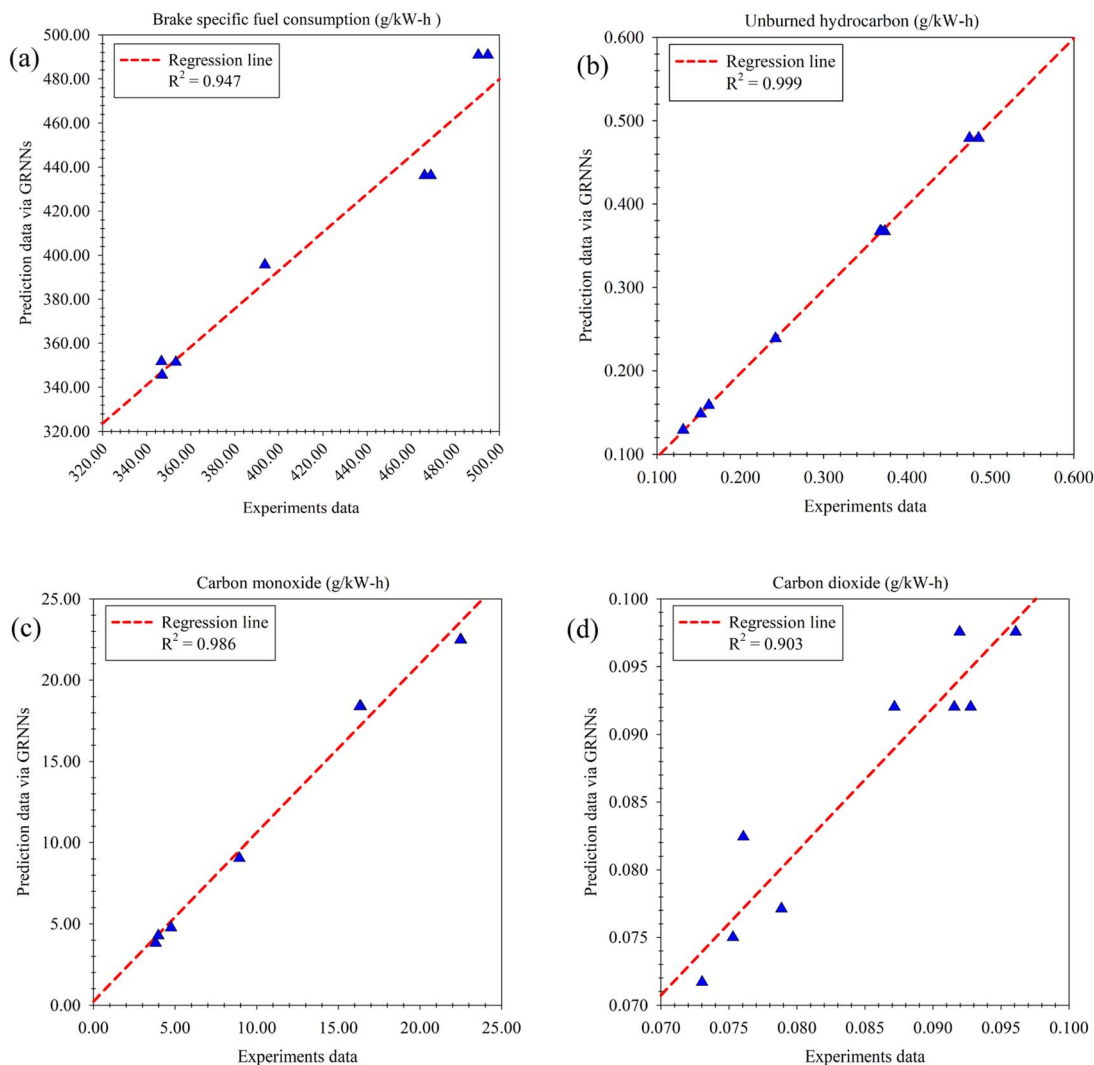 Brake specific fuel consumption (g/kW-h )
(a)
Regression line
R² = 0.947
500.00
480.00
460.00
440.00
420.00
400.00
380.00
360.00
340.00
320.00
Prediction data via GRNNs
320.00 340.00 360.00 380.00 400.00 420.00 440.00 460.00 480.00 500.00
Experiments data
Unburned hydrocarbon (g/kW-h)
(b)
Regression line
R² = 0.999
0.600
0.500
0.400
0.300
0.200
0.100
Prediction data via GRNNs
0.100 0.200 0.300 0.400 0.500 0.600
Experiments data
Carbon monoxide (g/kW-h)
(c)
Regression line
R² = 0.986
25.00
20.00
15.00
10.00
5.00
0.00
Prediction data via GRNNs
0.00 5.00 10.00 15.00 20.00 25.00
Experiments data
Carbon dioxide (g/kW-h)
(d)
Regression line
R² = 0.903
0.100
0.095
0.090
0.085
0.080
0.075
0.070
Prediction data via GRNNs
0.070 0.075 0.080 0.085 0.090 0.095 0.100
Experiments data